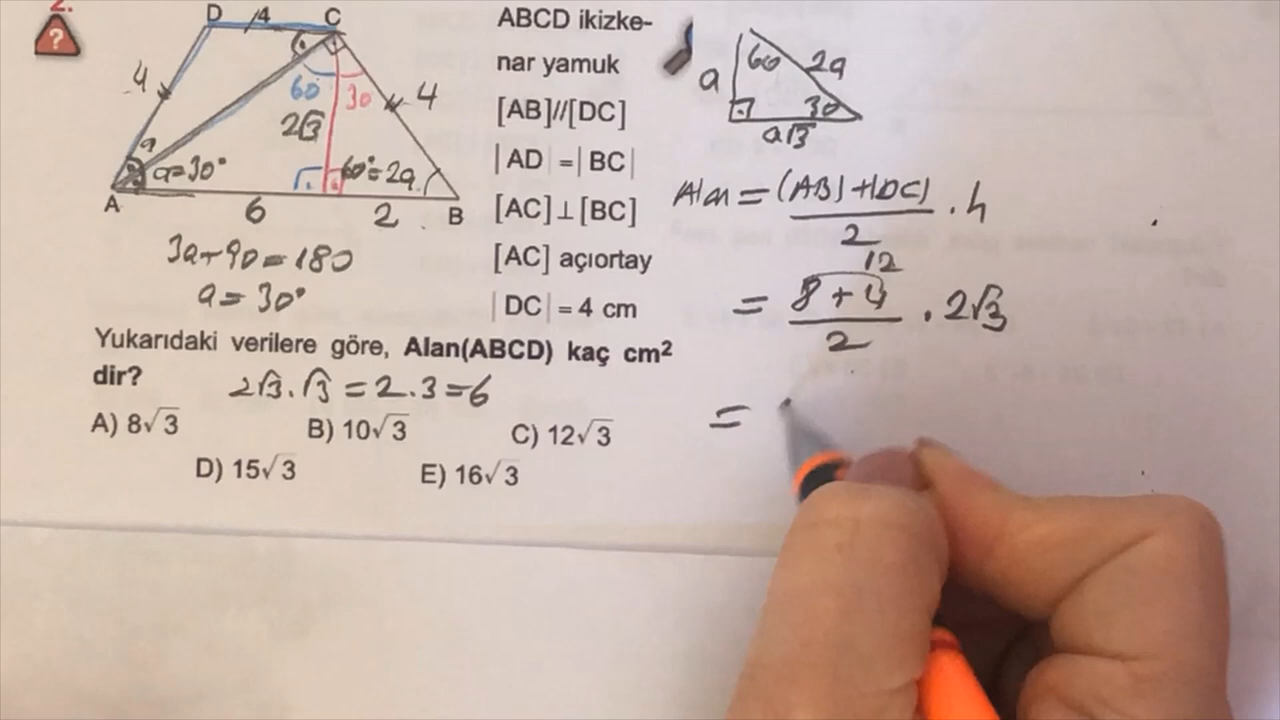 2.
?
D 4 C
4
60 30
4
2√3
a
a=30°
60°=2a
A 6 2 B
3a+90=180
a=30°
ABCD ikizke-
nar yamuk
[AB]//[DC]
|AD|=|BC|
[AC]⊥[BC]
[AC] açıortay
|DC| = 4 cm
Yukarıdaki verilere göre, Alan(ABCD) kaç cm²
dir?
2√3.√3=2.3=6
A) 8√3 B) 10√3 C) 12√3
D) 15√3 E) 16√3
60 2a
a
30
a√3
Alan=(AB)+|DC|/2 . h
12
= 8+4/2 . 2√3
=